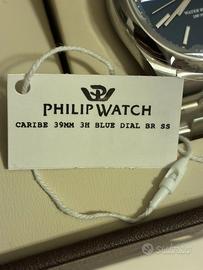 PHILIP WATCH
CARIBE 39MM 3H BLUE DIAL BR SS